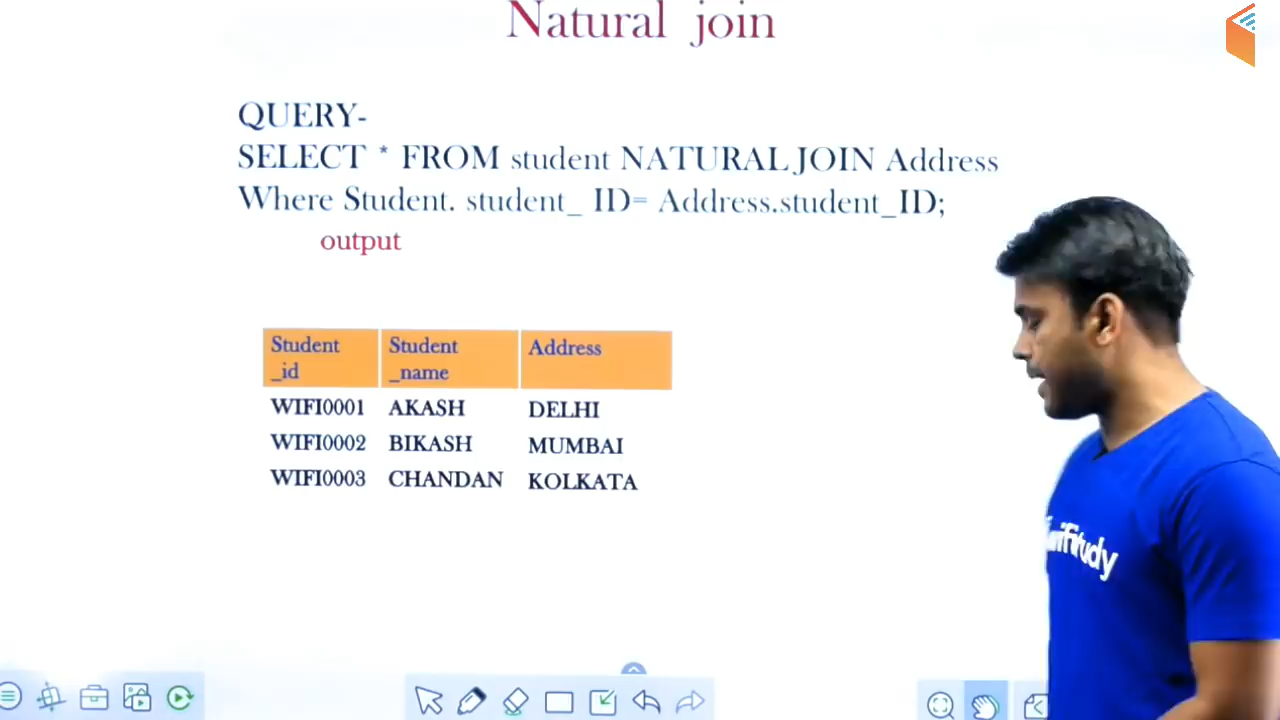 Natural join
QUERY-
SELECT * FROM student NATURAL JOIN Address
Where Student. student_ ID= Address.student_ID;
output
Student _id Student _name Address
WIFI0001 AKASH DELHI
WIFI0002 BIKASH MUMBAI
WIFI0003 CHANDAN KOLKATA